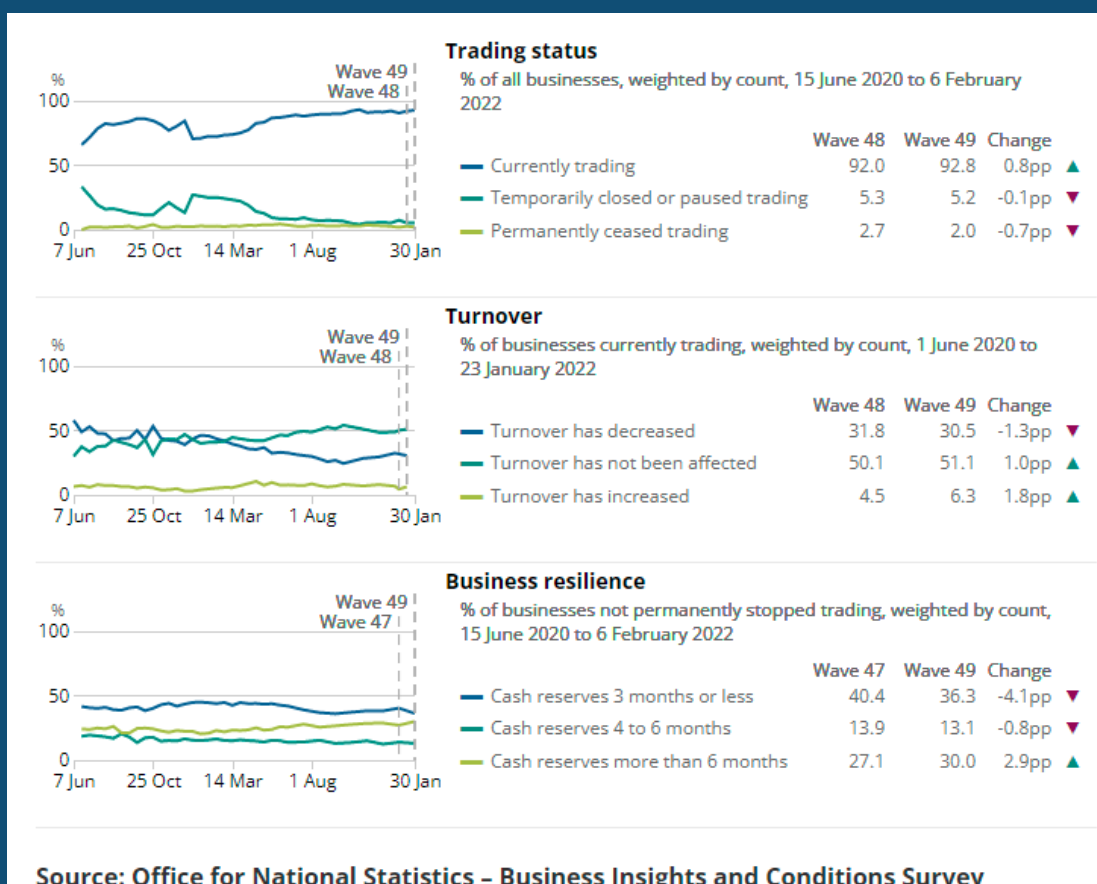 Trading status
% of all businesses, weighted by count, 15 June 2020 to 6 February
2022
%
100
50
0
Wave 49
Wave 48
7 Jun 25 Oct 14 Mar 1 Aug 30 Jan
Wave 48 Wave 49 Change
Currently trading 92.0 92.8 0.8pp ▲
Temporarily closed or paused trading 5.3 5.2 -0.1pp ▼
Permanently ceased trading 2.7 2.0 -0.7pp ▼
Turnover
% of businesses currently trading, weighted by count, 1 June 2020 to
23 January 2022
%
100
50
0
Wave 49
Wave 48
7 Jun 25 Oct 14 Mar 1 Aug 30 Jan
Wave 48 Wave 49 Change
Turnover has decreased 31.8 30.5 -1.3pp ▼
Turnover has not been affected 50.1 51.1 1.0pp ▲
Turnover has increased 4.5 6.3 1.8pp ▲
Business resilience
% of businesses not permanently stopped trading, weighted by count,
15 June 2020 to 6 February 2022
%
100
50
0
Wave 49
Wave 47
7 Jun 25 Oct 14 Mar 1 Aug 30 Jan
Wave 47 Wave 49 Change
Cash reserves 3 months or less 40.4 36.3 -4.1pp ▼
Cash reserves 4 to 6 months 13.9 13.1 -0.8pp ▼
Cash reserves more than 6 months 27.1 30.0 2.9pp ▲
Source: Office for National Statistics – Business Insights and Conditions Survey